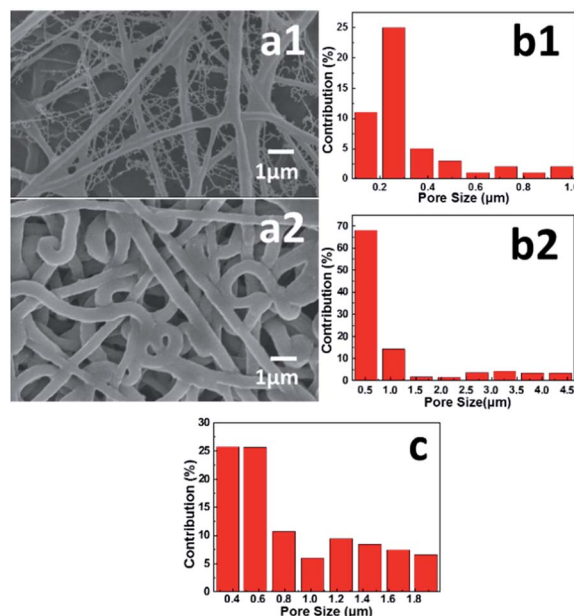 a1
1μm
b1
Contribution (%)
25
20
15
10
5
0
0.2 0.4 0.6 0.8 1.0
Pore Size (μm)
a2
1μm
b2
Contribution (%)
70
60
50
40
30
20
10
0
0.5 1.0 1.5 2.0 2.5 3.0 3.5 4.0 4.5
Pore Size(μm)
c
Contribution (%)
30
25
20
15
10
5
0
0.4 0.6 0.8 1.0 1.2 1.4 1.6 1.8
Pore Size (μm)